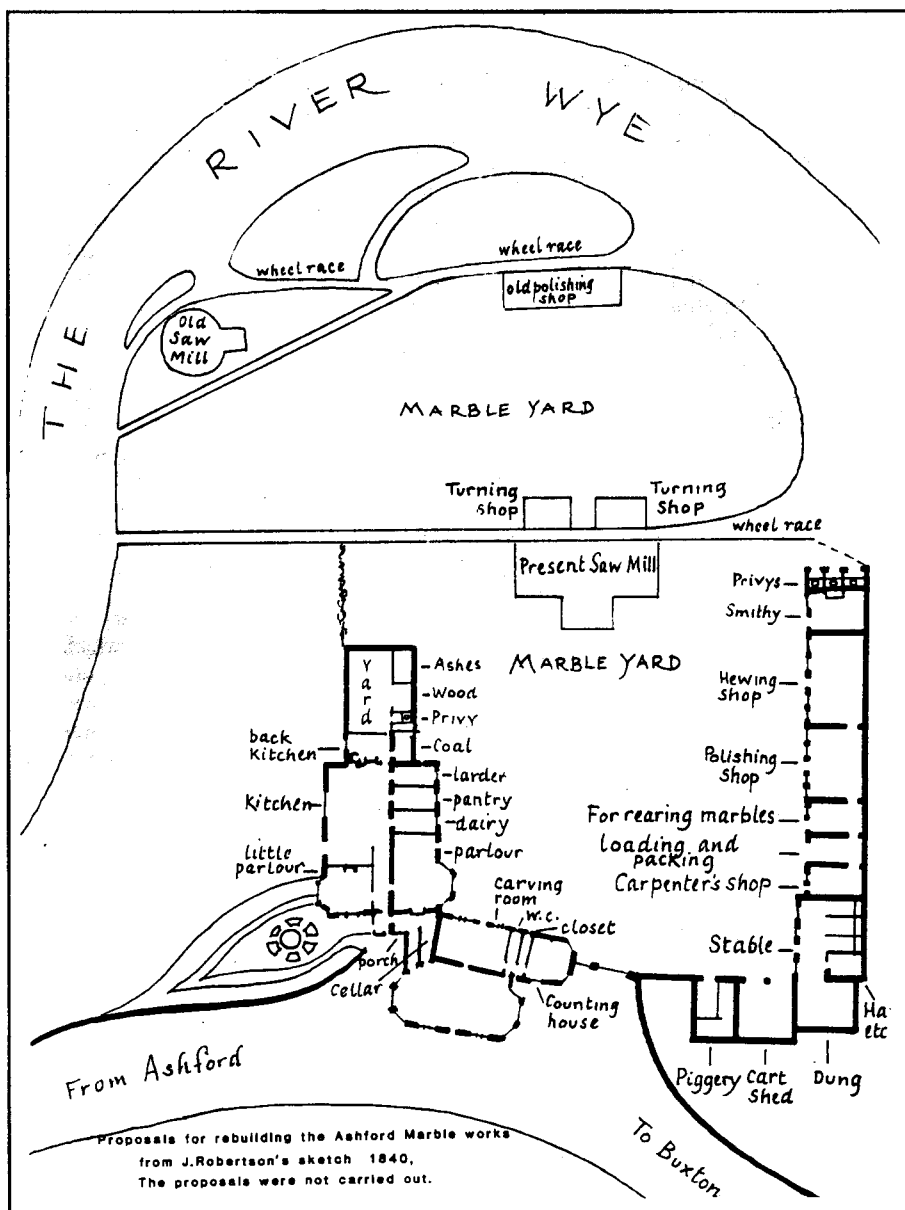 THE RIVER WYE
wheel race
wheel race
old polishing
shop
Old
Saw
Mill
MARBLE YARD
Turning
shop
Turning
Shop
wheel race
Present Saw Mill
Privys
Smithy
MARBLE YARD
Hewing
shop
Polishing
Shop
For rearing marbles
loading and
packing
Carpenter's shop
Stable
Yard
Ashes
Wood
Privy
Coal
back
Kitchen
larder
Kitchen
pantry
dairy
little
parlour
parlour
Carving
room
w.c.
closet
porch
Cellar
Counting
house
Ha
etc
Piggery
Cart
Shed
Dung
From Ashford
To Buxton
Proposals for rebuilding the Ashford Marble works
from J.Robertson's sketch 1840,
The proposals were not carried out.